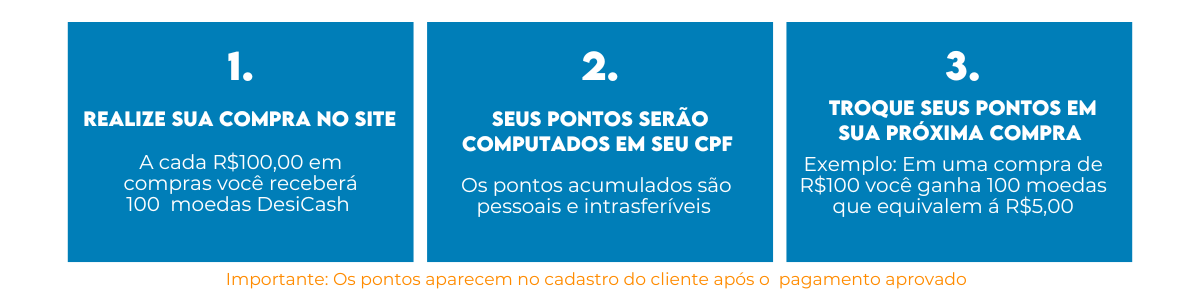 1.
REALIZE SUA COMPRA NO SITE
A cada R$100,00 em
compras você receberá
100 moedas DesiCash
2.
SEUS PONTOS SERÃO
COMPUTADOS EM SEU CPF
Os pontos acumulados são
pessoais e intrasferíveis
3.
TROQUE SEUS PONTOS EM
SUA PRÓXIMA COMPRA
Exemplo: Em uma compra de
R$100 você ganha 100 moedas
que equivalem á R$5,00
Importante: Os pontos aparecem no cadastro do cliente após o pagamento aprovado